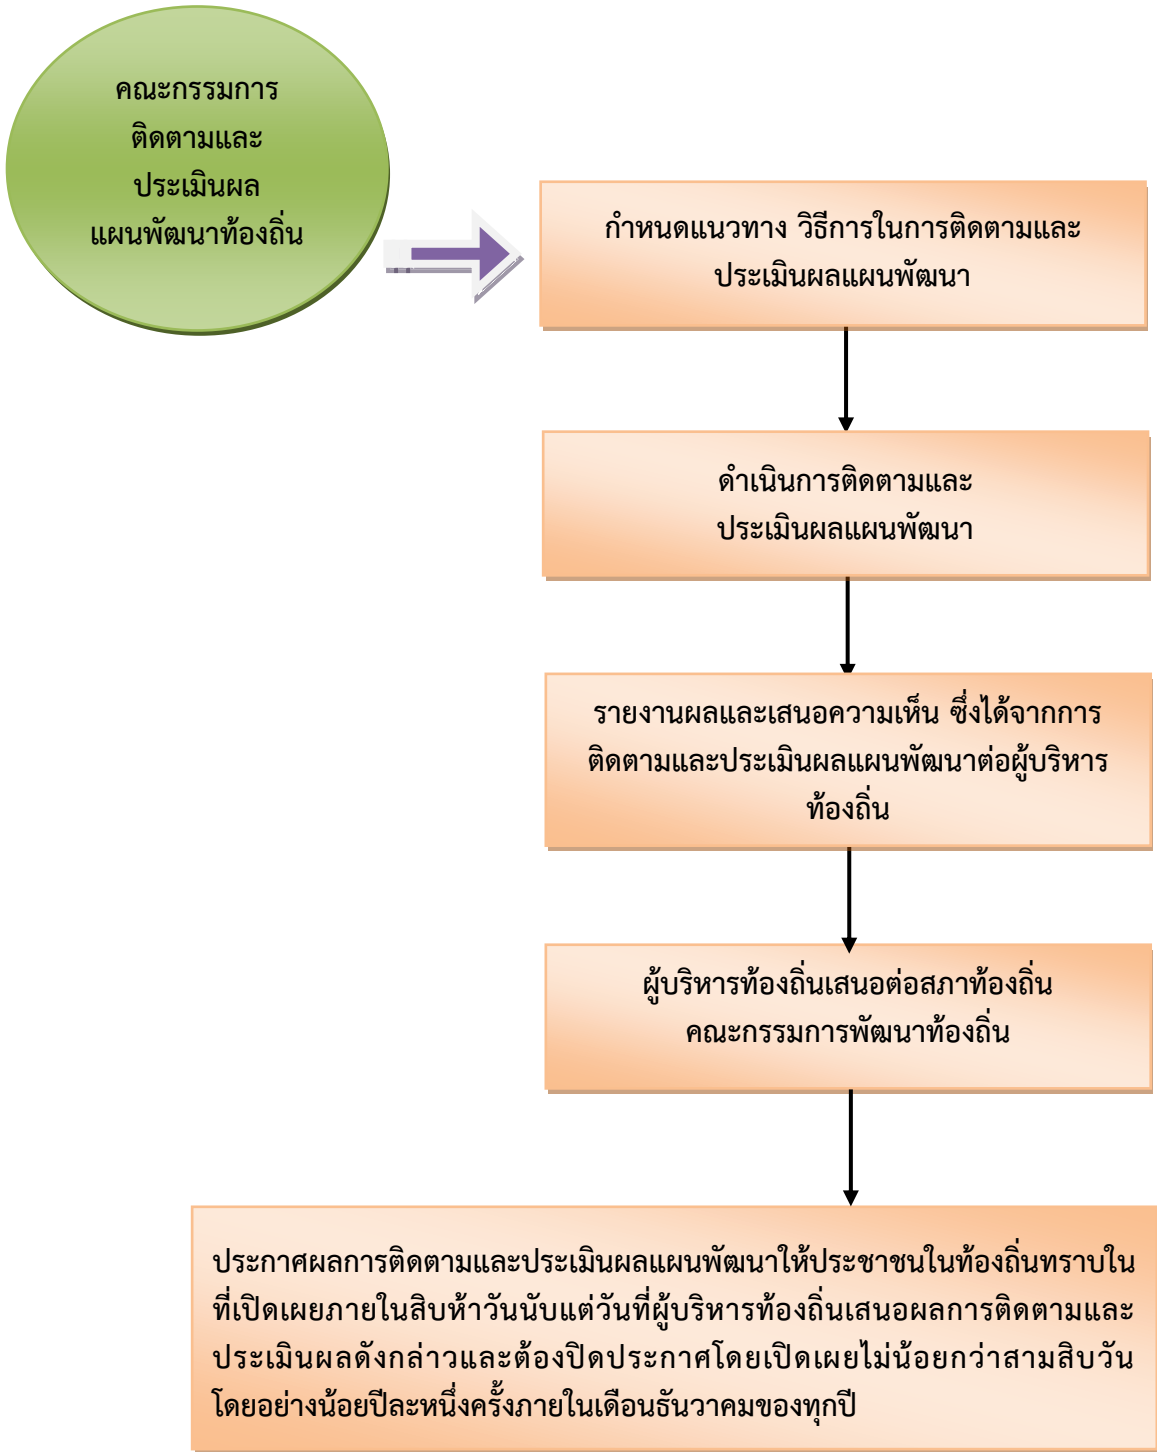 คณะกรรมการ
ติดตามและ
ประเมินผล
แผนพัฒนาท้องถิ่น
กำหนดแนวทาง วิธีการในการติดตามและ
ประเมินผลแผนพัฒนา
ดำเนินการติดตามและ
ประเมินผลแผนพัฒนา
รายงานผลและเสนอความเห็น ซึ่งได้จากการ
ติดตามและประเมินผลแผนพัฒนาต่อผู้บริหาร
ท้องถิ่น
ผู้บริหารท้องถิ่นเสนอต่อสภาท้องถิ่น
คณะกรรมการพัฒนาท้องถิ่น
ประกาศผลการติดตามและประเมินผลแผนพัฒนาให้ประชาชนในท้องถิ่นทราบใน
ที่เปิดเผยภายในสิบห้าวันนับแต่วันที่ผู้บริหารท้องถิ่นเสนอผลการติดตามและ
ประเมินผลดังกล่าวและต้องปิดประกาศโดยเปิดเผยไม่น้อยกว่าสามสิบวัน
โดยอย่างน้อยปีละหนึ่งครั้งภายในเดือนธันวาคมของทุกปี